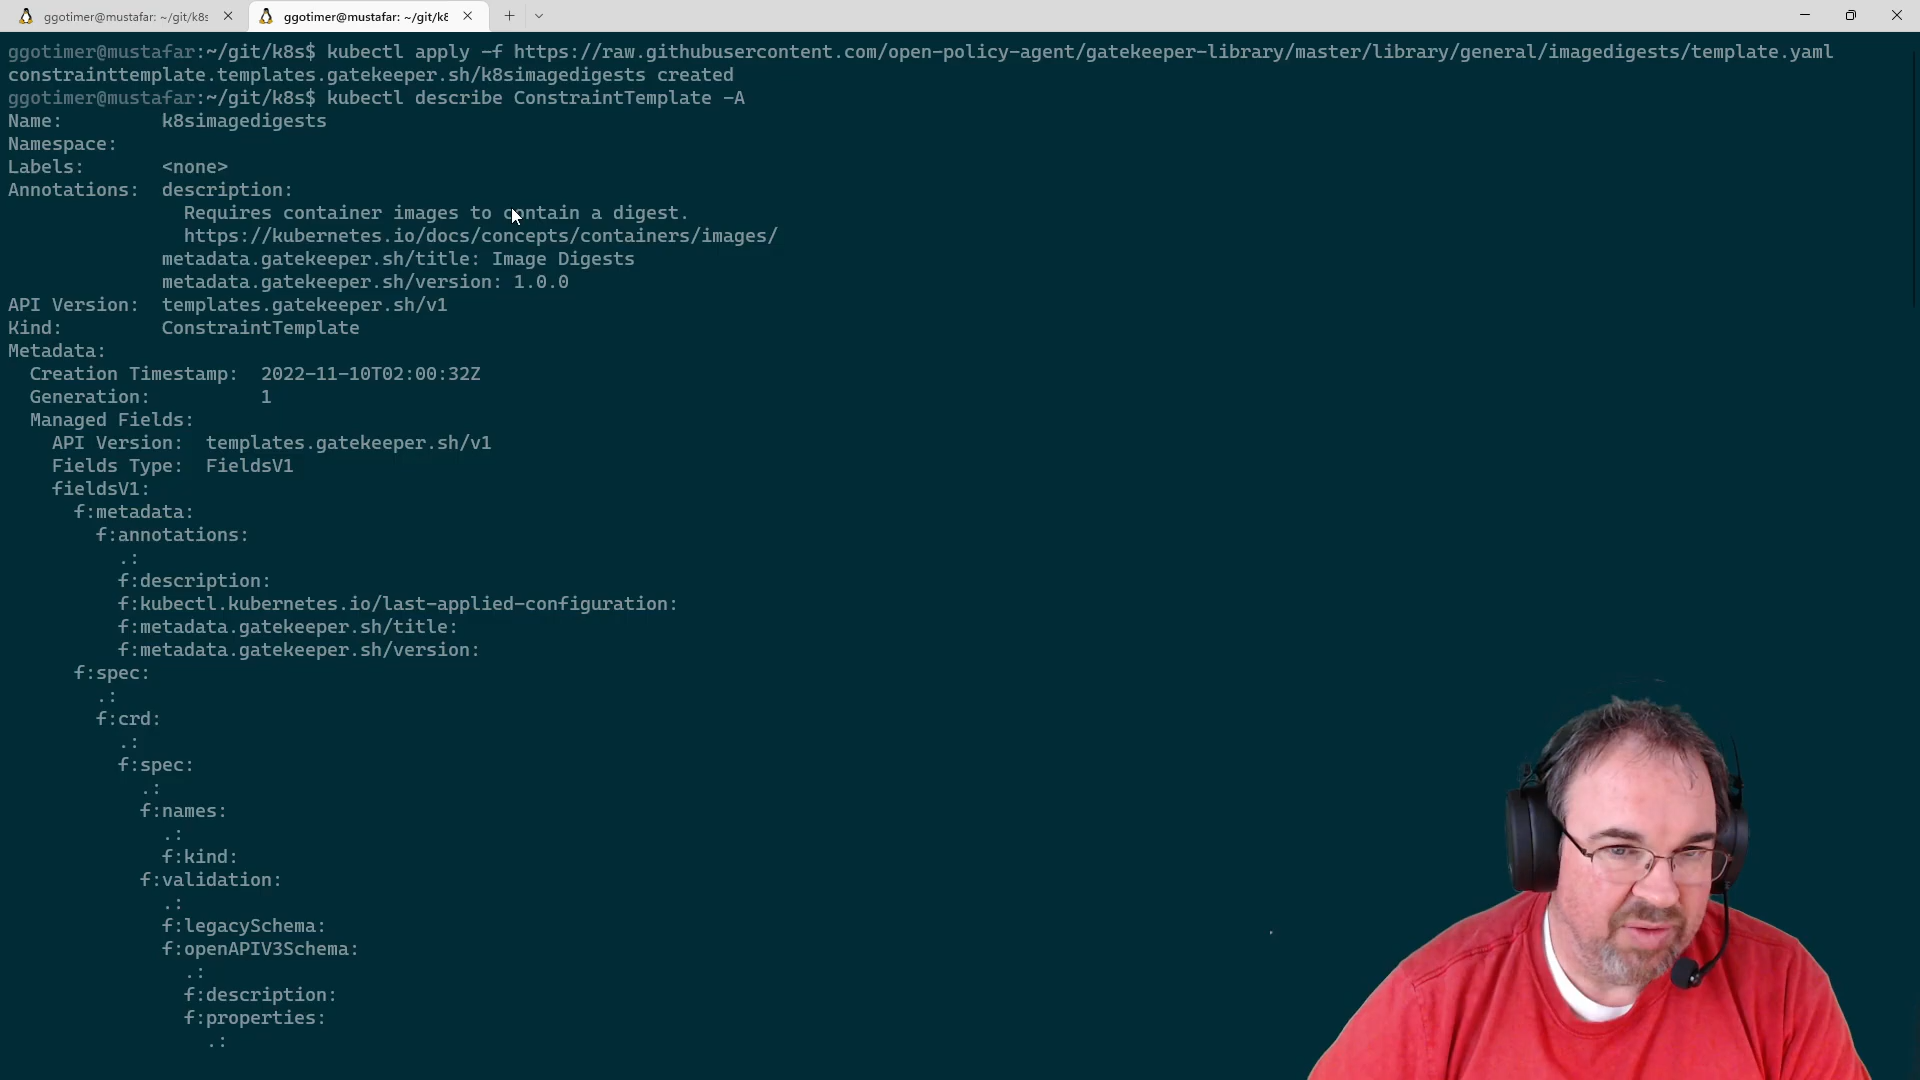 ggotimer@mustafar: ~/git/k8s
ggotimer@mustafar: ~/git/k8s
ggotimer@mustafar:~/git/k8s$ kubectl apply -f https://raw.githubusercontent.com/open-policy-agent/gatekeeper-library/master/library/general/imagedigests/template.yaml
constrainttemplate.templates.gatekeeper.sh/k8simagedigests created
ggotimer@mustafar:~/git/k8s$ kubectl describe ConstraintTemplate -A
Name:         k8simagedigests
Namespace:
Labels:       <none>
Annotations:  description:
                Requires container images to contain a digest.
                https://kubernetes.io/docs/concepts/containers/images/
              metadata.gatekeeper.sh/title: Image Digests
              metadata.gatekeeper.sh/version: 1.0.0
API Version:  templates.gatekeeper.sh/v1
Kind:         ConstraintTemplate
Metadata:
  Creation Timestamp:  2022-11-10T02:00:32Z
  Generation:          1
  Managed Fields:
    API Version:  templates.gatekeeper.sh/v1
    Fields Type:  FieldsV1
    fieldsV1:
      f:metadata:
        f:annotations:
          .:
          f:description:
          f:kubectl.kubernetes.io/last-applied-configuration:
          f:metadata.gatekeeper.sh/title:
          f:metadata.gatekeeper.sh/version:
      f:spec:
        .:
        f:crd:
          .:
          f:spec:
            .:
            f:names:
              .:
              f:kind:
            f:validation:
              .:
              f:legacySchema:
              f:openAPIV3Schema:
                .:
                f:description:
                f:properties:
                  .: